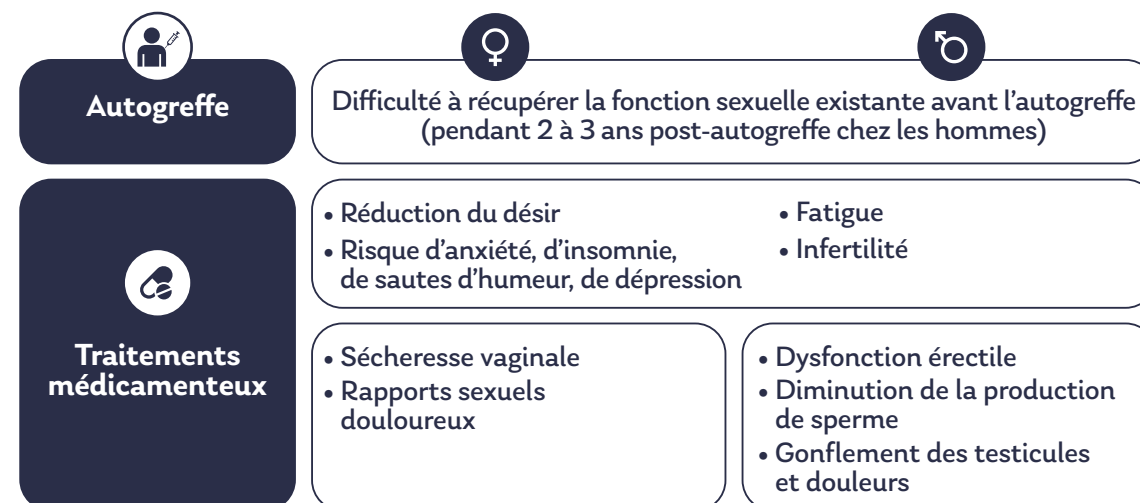 Autogreffe
Difficulté à récupérer la fonction sexuelle existante avant l’autogreffe
(pendant 2 à 3 ans post-autogreffe chez les hommes)
Traitements
médicamenteux
• Réduction du désir
• Risque d’anxiété, d’insomnie,
de sautes d’humeur, de dépression
• Fatigue
• Infertilité
• Sécheresse vaginale
• Rapports sexuels
douloureux
• Dysfonction érectile
• Diminution de la production
de sperme
• Gonflement des testicules
et douleurs